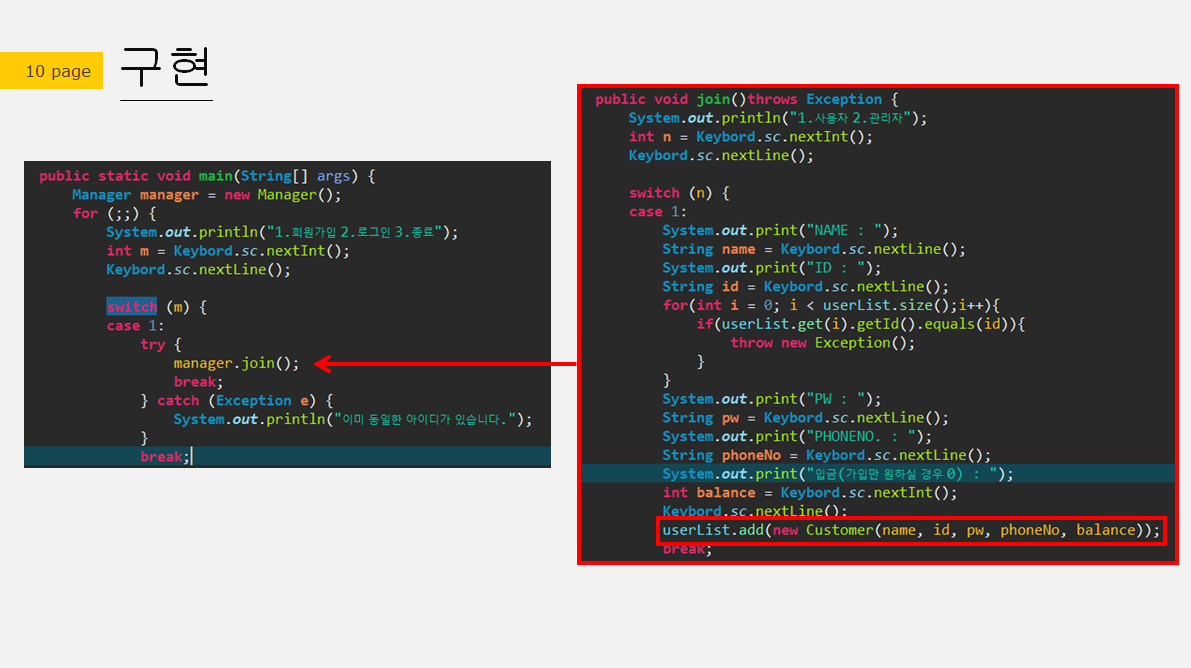 10 page
구현
public static void main(String[] args) {
Manager manager = new Manager();
for (;;) {
System.out.println("1.회원가입 2.로그인 3.종료");
int m = Keybord.sc.nextInt();
Keybord.sc.nextLine();
switch (m) {
case 1:
try {
manager.join();
break;
} catch (Exception e) {
System.out.println("이미 동일한 아이디가 있습니다.");
}
break;
public void join()throws Exception {
System.out.println("1.사용자 2.관리자");
int n = Keybord.sc.nextInt();
Keybord.sc.nextLine();
switch (n) {
case 1:
System.out.print("NAME : ");
String name = Keybord.sc.nextLine();
System.out.print("ID : ");
String id = Keybord.sc.nextLine();
for(int i = 0; i < userList.size();i++){
if(userList.get(i).getId().equals(id)){
throw new Exception();
}
}
System.out.print("PW : ");
String pw = Keybord.sc.nextLine();
System.out.print("PHONENO. : ");
String phoneNo = Keybord.sc.nextLine();
System.out.print("입금(가입만 원하실 경우 0) : ");
int balance = Keybord.sc.nextInt();
Keybord.sc.nextLine();
userList.add(new Customer(name, id, pw, phoneNo, balance));
break;